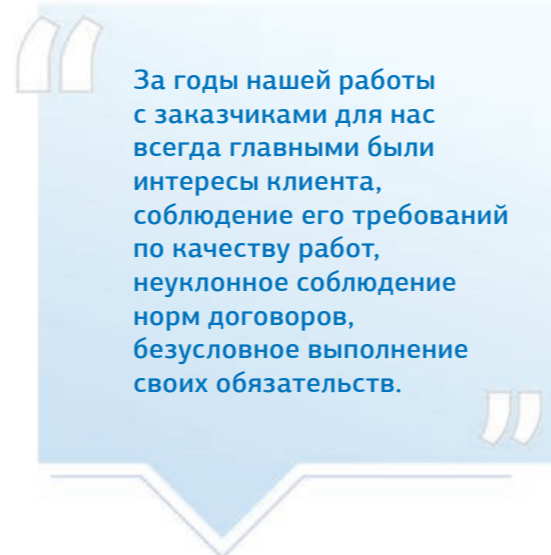 За годы нашей работы
с заказчиками для нас
всегда главными были
интересы клиента,
соблюдение его требований
по качеству работ,
неуклонное соблюдение
норм договоров,
безусловное выполнение
своих обязательств.